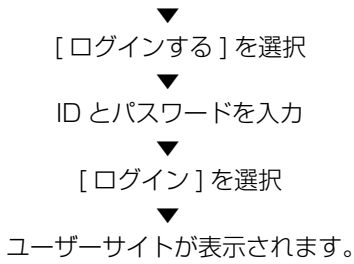 ▼
[ ログインする ] を選択
▼
ID とパスワードを入力
▼
[ ログイン ] を選択
▼
ユーザーサイトが表示されます。